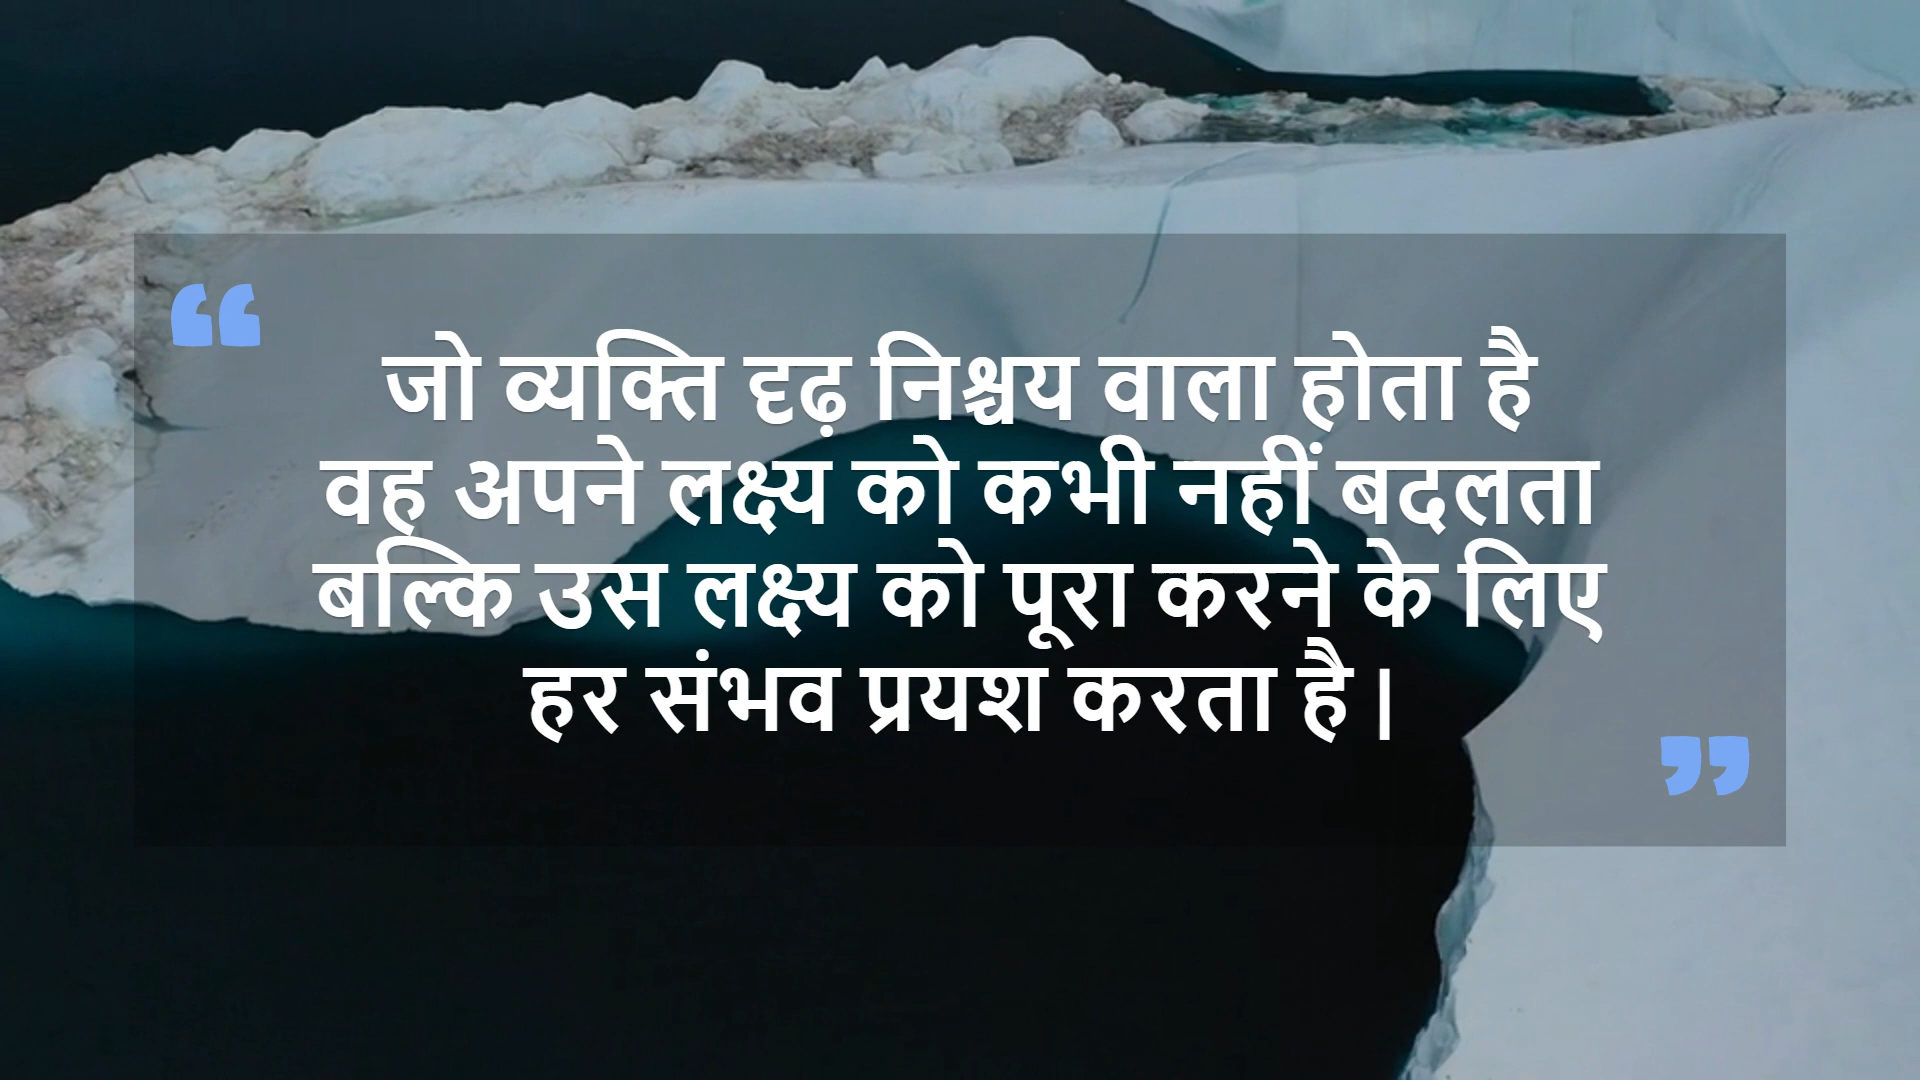 “
जो व्यक्ति दृढ़ निश्चय वाला होता है
वह अपने लक्ष्य को कभी नहीं बदलता
बल्कि उस लक्ष्य को पूरा करने के लिए
हर संभव प्रयश करता है।
”